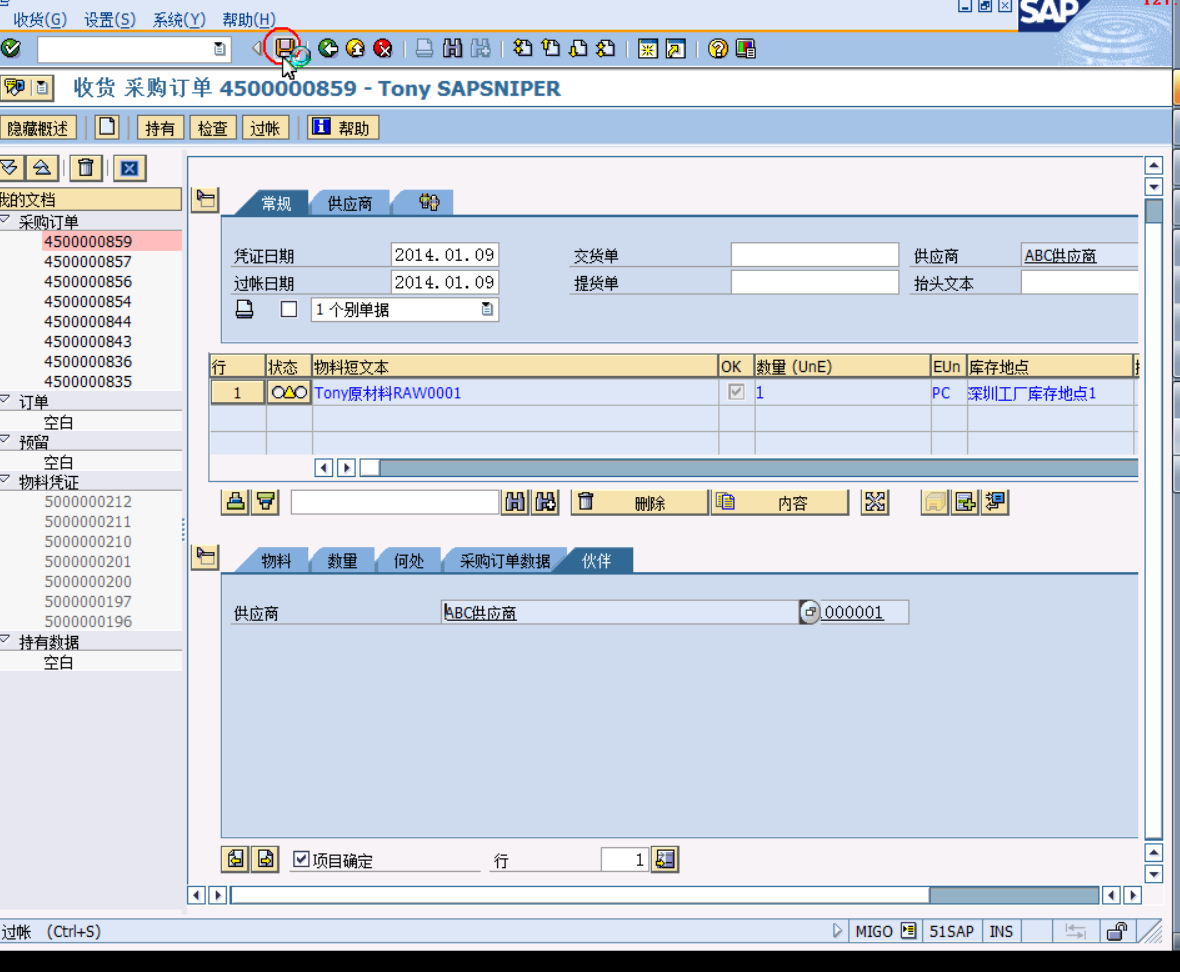 收货(G) 设置(S) 系统(Y) 帮助(H)
SAP
收货 采购订单 4500000859 - Tony SAPSNIPER
隐藏概述 持有 检查 过帐 帮助
我的文档
采购订单
4500000859
4500000857
4500000856
4500000854
4500000844
4500000843
4500000836
4500000835
订单
空白
预留
空白
物料凭证
5000000212
5000000211
5000000210
5000000201
5000000200
5000000197
5000000196
持有数据
空白
常规 供应商
凭证日期 2014.01.09 交货单 供应商 ABC供应商
过帐日期 2014.01.09 提货单 抬头文本
1 个别单据
行 状态 物料短文本 OK 数量 (UnE) EUn 库存地点
1 Tony原材料RAW0001 1 PC 深圳工厂库存地点1
删除 内容
物料 数量 何处 采购订单数据 伙伴
供应商 ABC供应商 000001
项目确定 行 1
过帐 (Ctrl+S) MIGO 51SAP INS